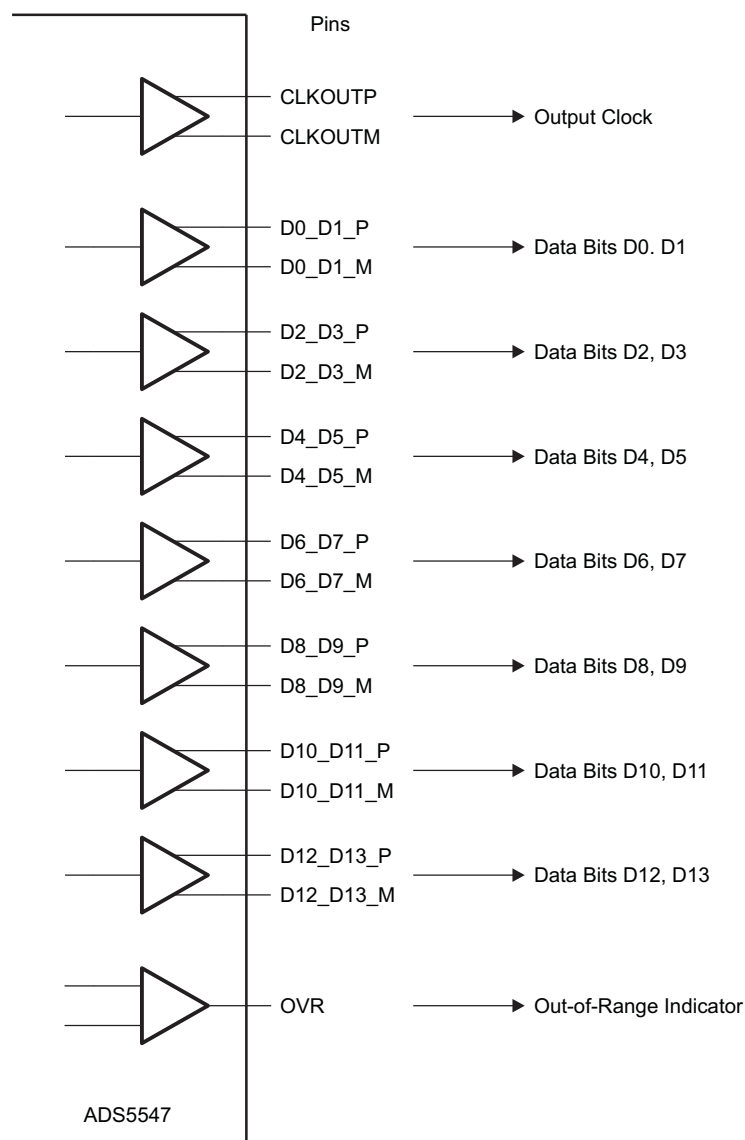 Pins
CLKOUTP
CLKOUTM
Output Clock
D0_D1_P
D0_D1_M
Data Bits D0. D1
D2_D3_P
D2_D3_M
Data Bits D2, D3
D4_D5_P
D4_D5_M
Data Bits D4, D5
D6_D7_P
D6_D7_M
Data Bits D6, D7
D8_D9_P
D8_D9_M
Data Bits D8, D9
D10_D11_P
D10_D11_M
Data Bits D10, D11
D12_D13_P
D12_D13_M
Data Bits D12, D13
OVR
Out-of-Range Indicator
ADS5547